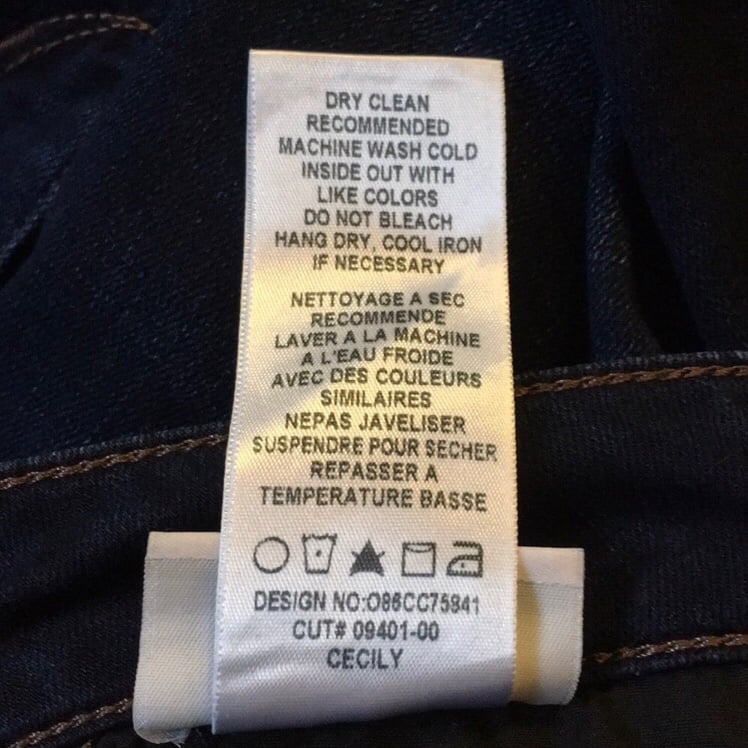 DRY CLEAN
RECOMMENDED
MACHINE WASH COLD
INSIDE OUT WITH
LIKE COLORS
DO NOT BLEACH
HANG DRY, COOL IRON
IF NECESSARY
NETTOYAGE A SEC
RECOMMENDE
LAVER A LA MACHINE
A L'EAU FROIDE
AVEC DES COULEURS
SIMILAIRES
NEPAS JAVELISER
SUSPENDRE POUR SECHER
REPASSER A
TEMPERATURE BASSE
DESIGN NO:O86CC75841
CUT# 09401-00
CECILY